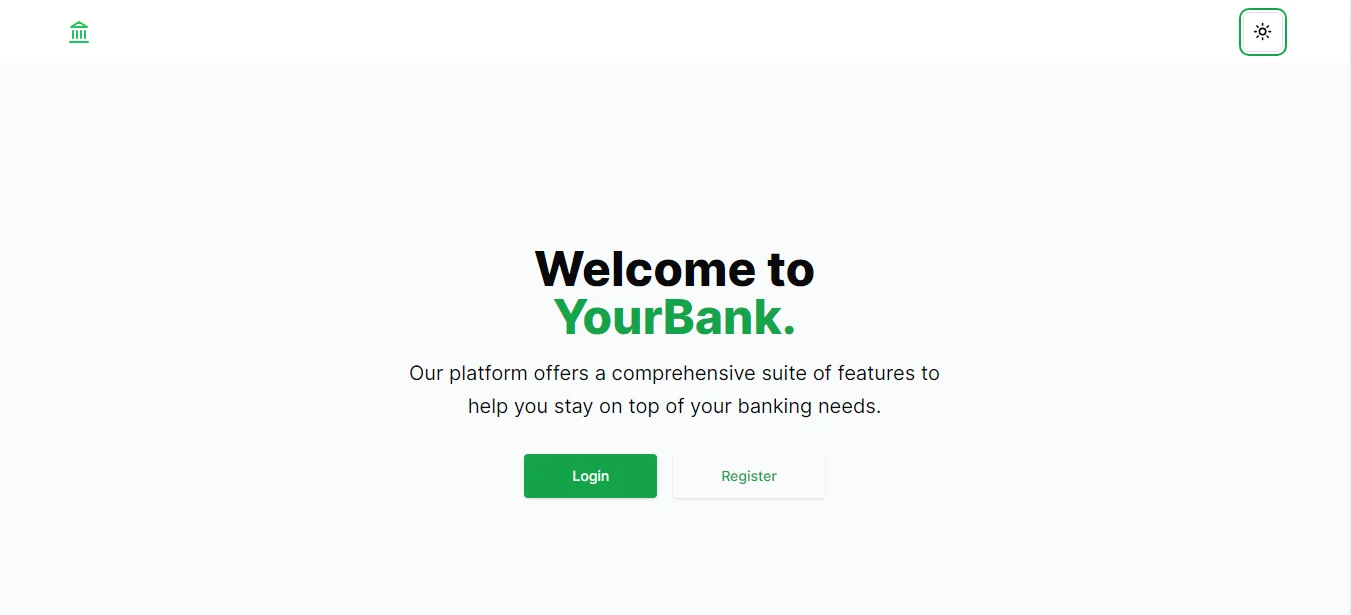 Welcome to
YourBank.
Our platform offers a comprehensive suite of features to
help you stay on top of your banking needs.
Login
Register